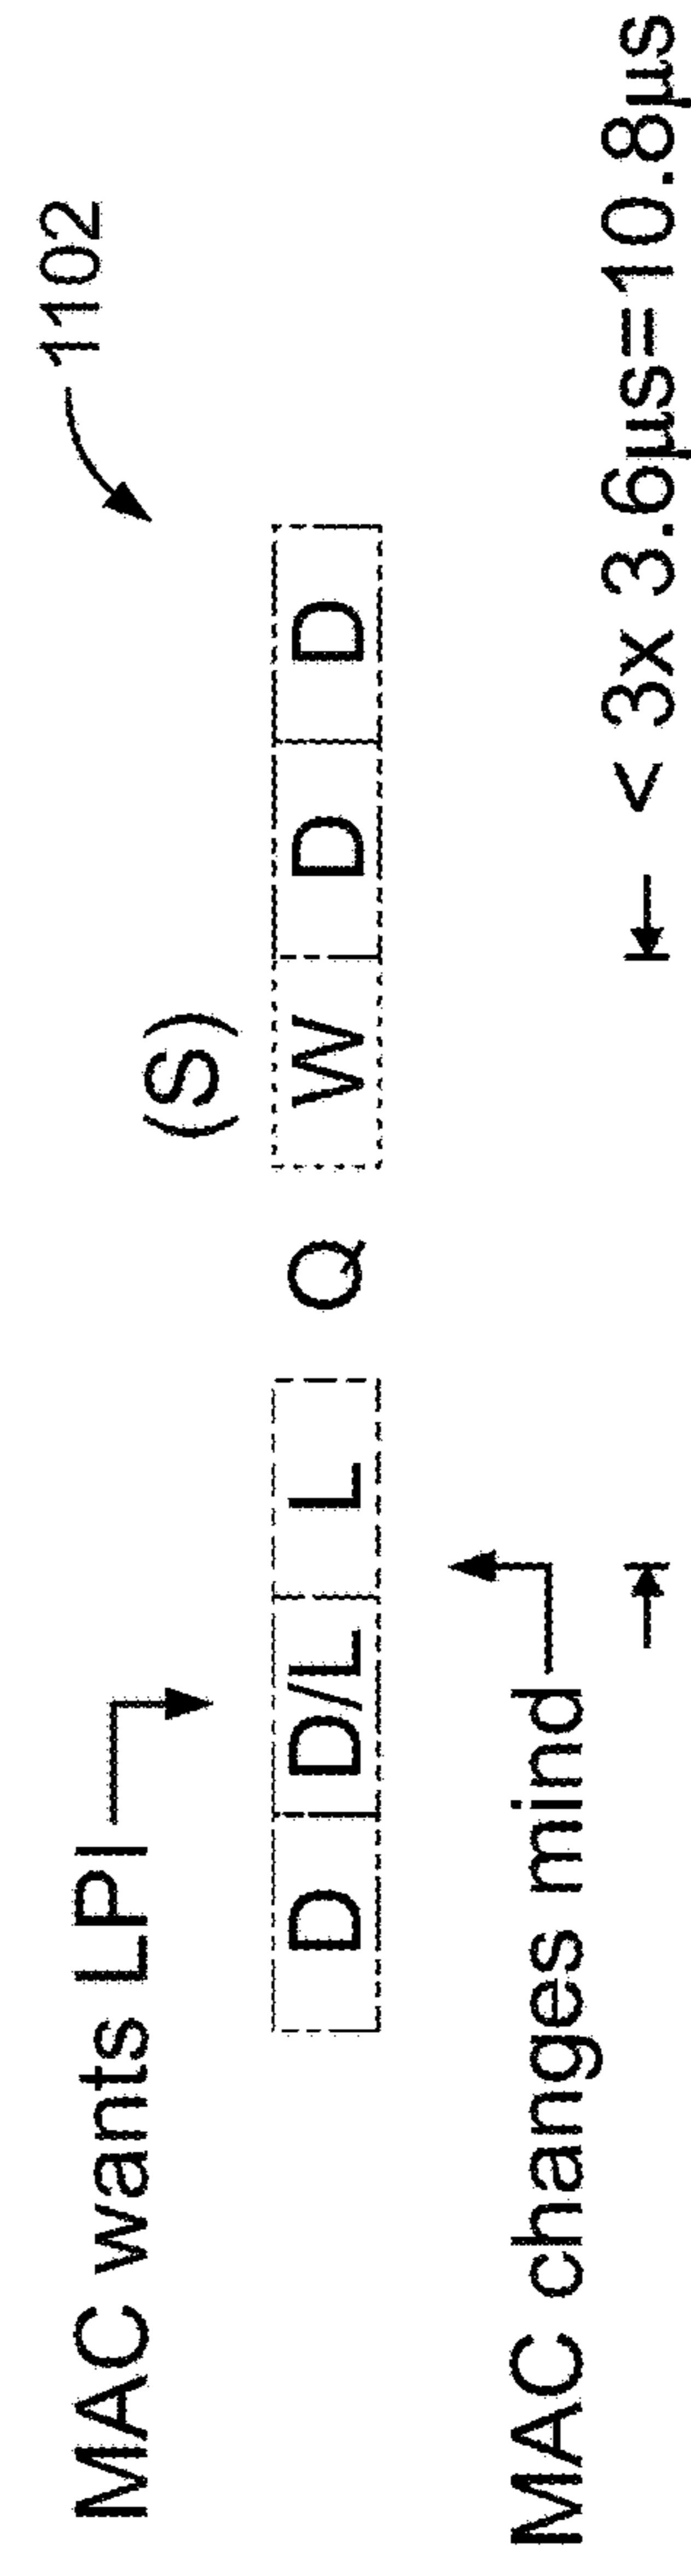 1102
MAC wants LPI
(S)
D D/L L Q W D D
MAC changes mind
< 3x 3.6µs=10.8µs